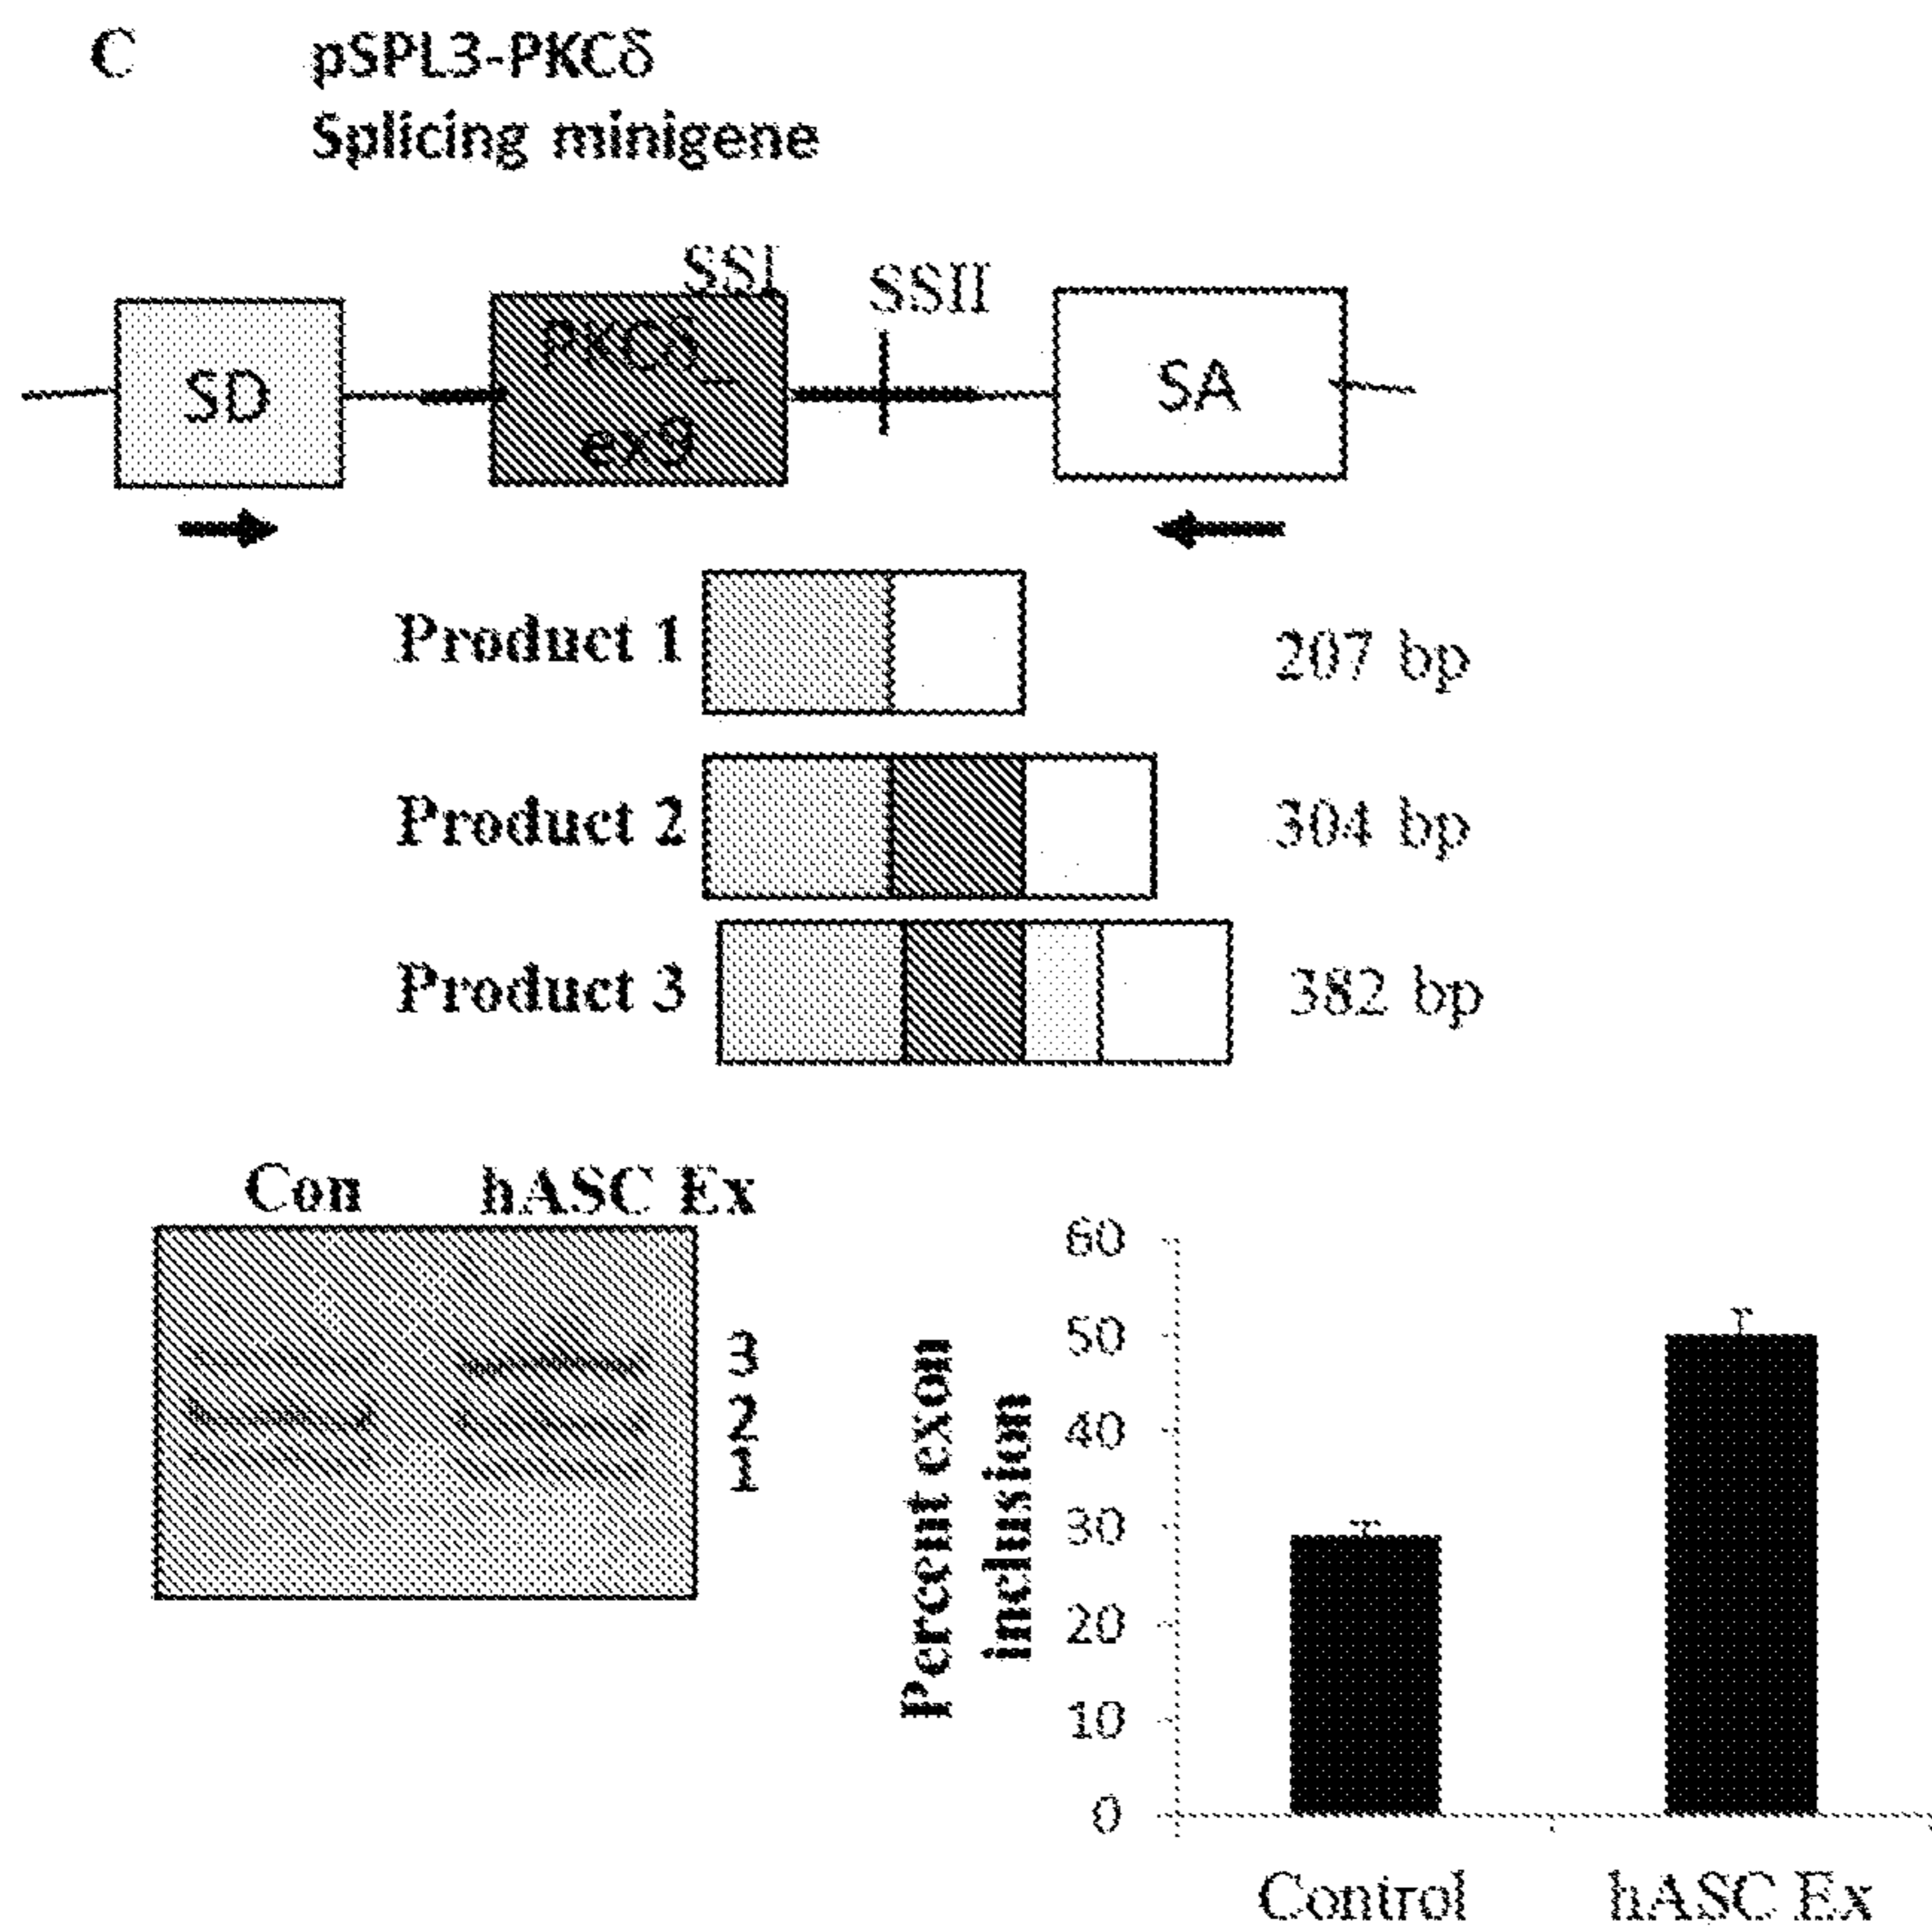 C
pSPL3-PKCδ
Splicing minigene
SSI
SSII
SD
PKCδ_
ex9
SA
Product 1
207 bp
Product 2
304 bp
Product 3
382 bp
Con
hASC Ex
3
2
1
Percent exon
inclusion
60
50
40
30
20
10
0
Control
hASC Ex